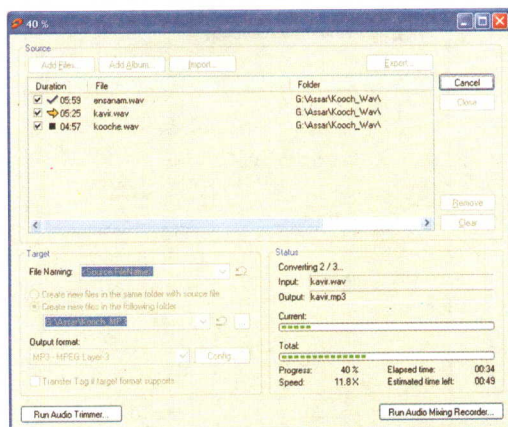 40 %
Source
Add Files... Add Album... Import... Export...
Duration File Folder
05:59 ensanam.wav G:\Assar\Kooch_Wav\
05:25 kavir.wav G:\Assar\Kooch_Wav\
04:57 kooche.wav G:\Assar\Kooch_Wav\
Cancel
Close
Remove
Clear
Target
File Naming: <Source FileName>
Create new files in the same folder with source file
Create new files in the following folder
G:\Assar\Kooch_MP3
...
Output format:
MP3 - MPEG Layer-3 Config...
Transfer Tag if target format supports
Status
Converting 2 / 3...
Input: kavir.wav
Output: kavir.mp3
Current:
Total:
Progress: 40 % Elapsed time: 00:34
Speed: 11.8X Estimated time left: 00:49
Run Audio Trimmer... Run Audio Mixing Recorder...